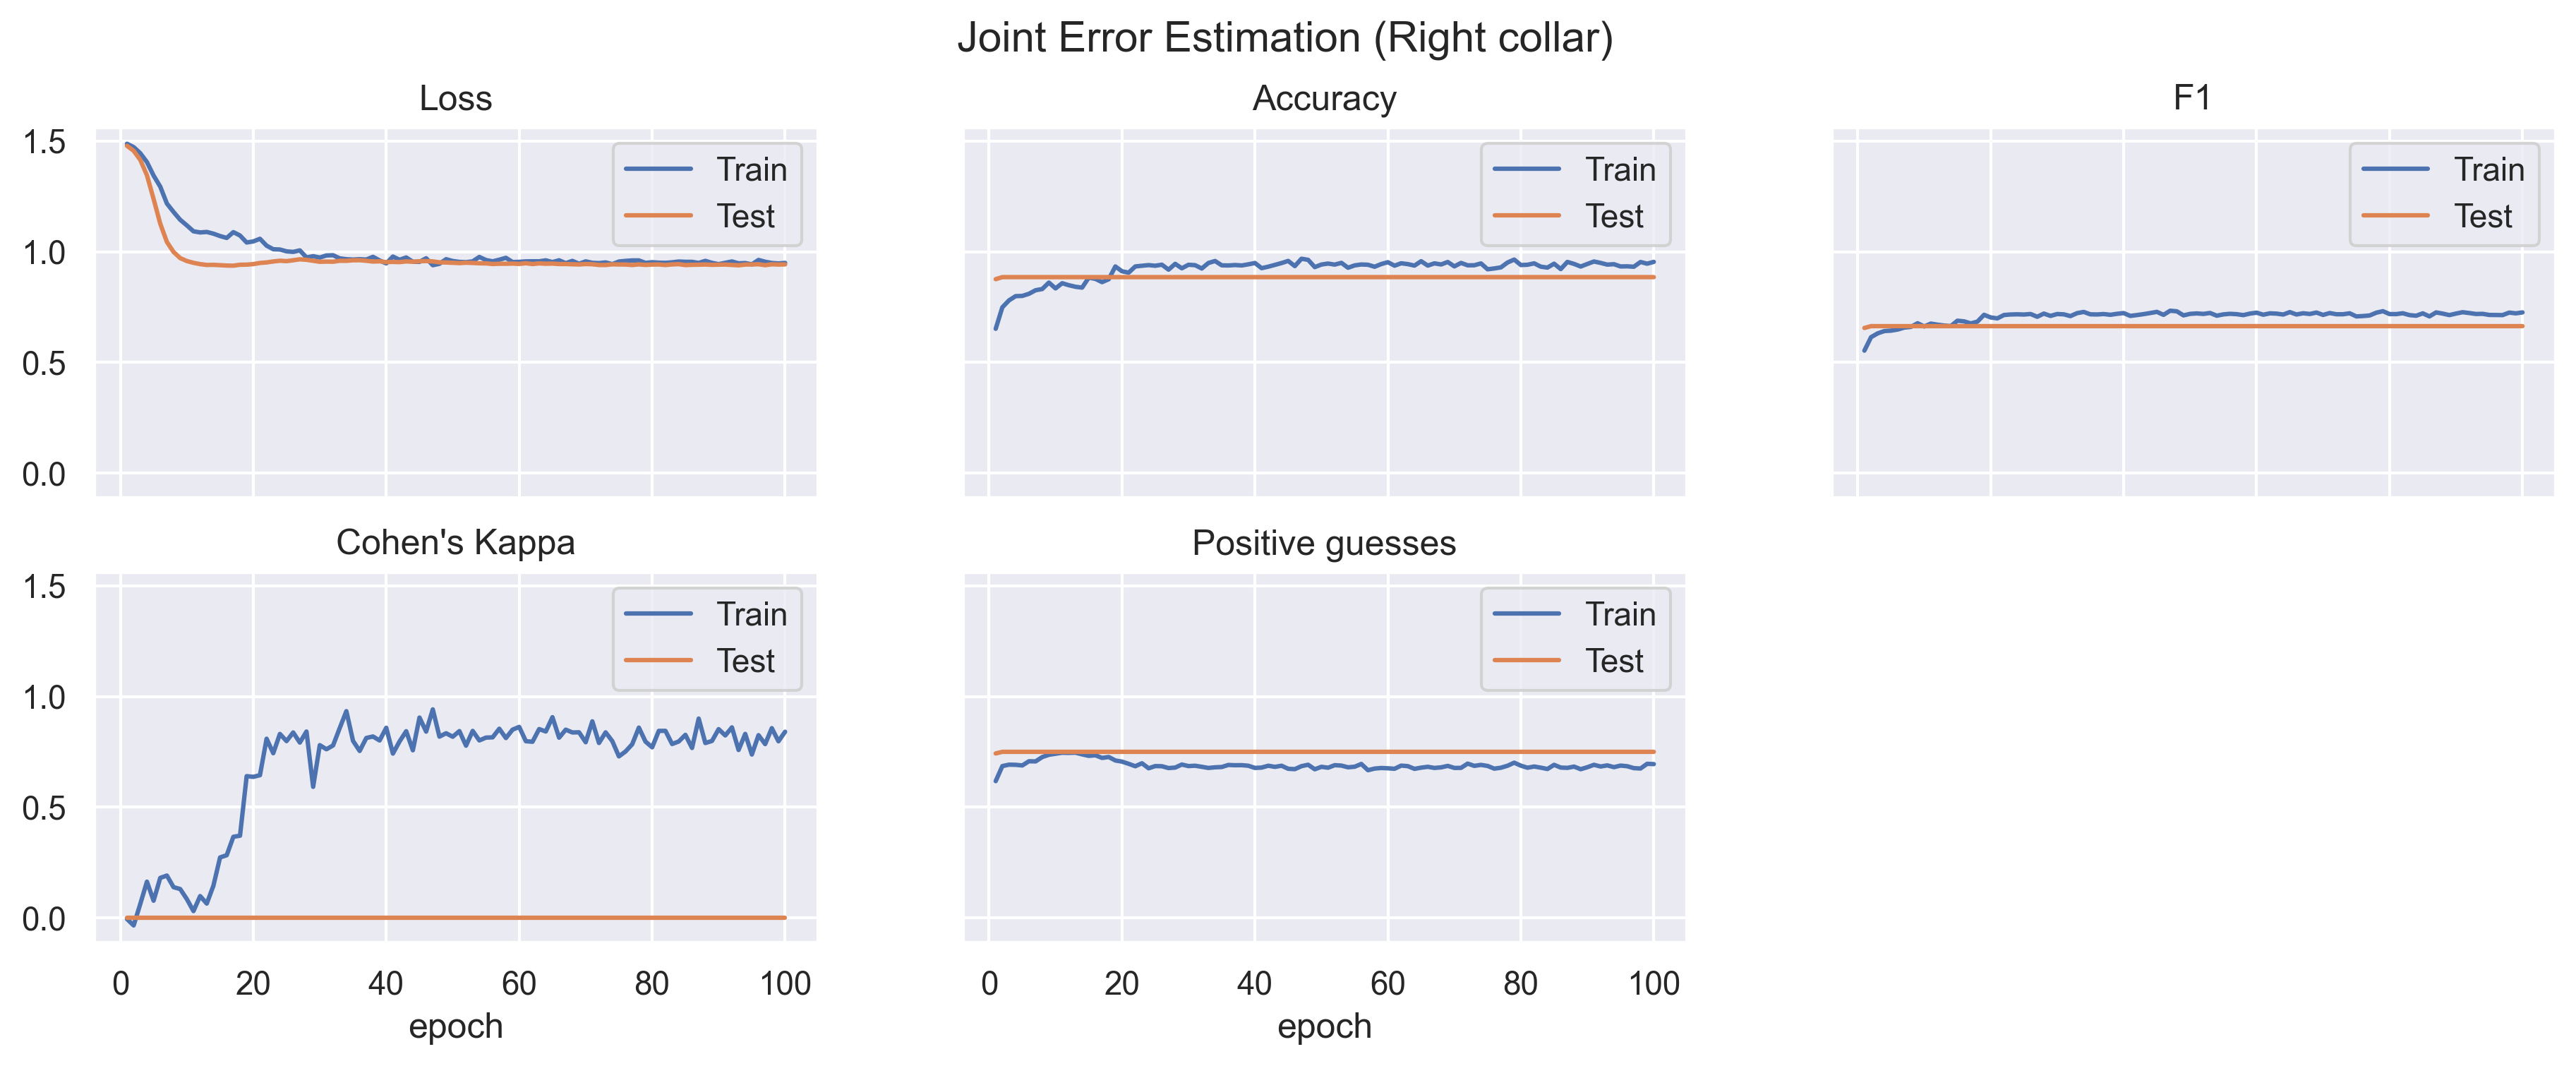 Joint Error Estimation (Right collar)
Loss
Accuracy
F1
1.5
1.0
0.5
0.0
Train
Test
Train
Test
Train
Test
Cohen's Kappa
Positive guesses
1.5
1.0
0.5
0.0
Train
Test
Train
Test
0 20 40 60 80 100
epoch
0 20 40 60 80 100
epoch